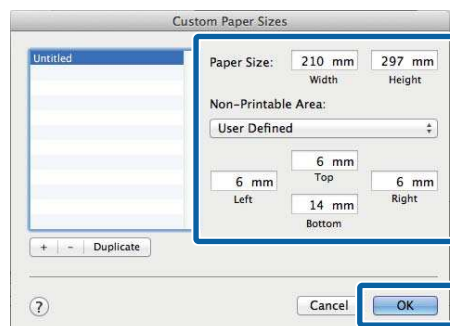 Custom Paper Sizes
Untitled
Paper Size: 210 mm 297 mm
Width Height
Non-Printable Area:
User Defined
6 mm
Top
6 mm 6 mm
Left Right
14 mm
Bottom
+ - Duplicate
? Cancel OK